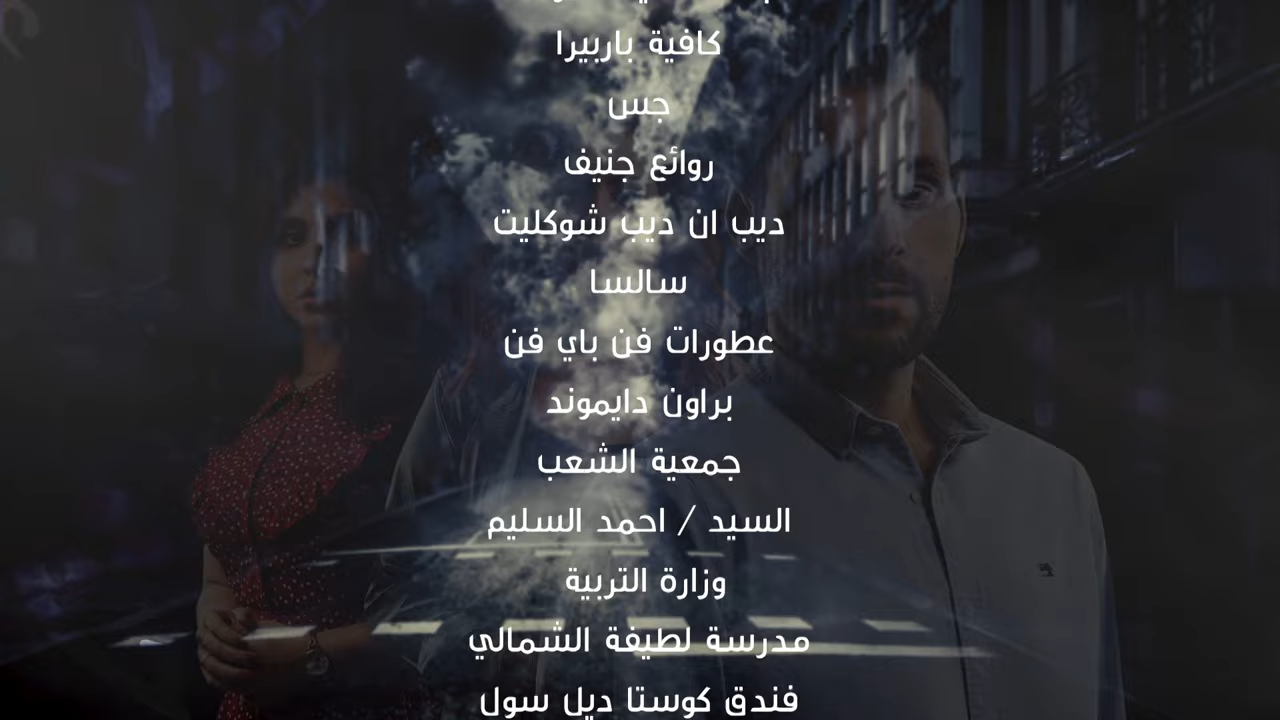 كافية باربيرا
جس
روائع جنيف
ديب ان ديب شوكليت
سالسا
عطورات فن باي فن
براون دايموند
جمعية الشعب
السيد / احمد السليم
وزارة التربية
مدرسة لطيفة الشمالي
فندق كوستا ديل سول